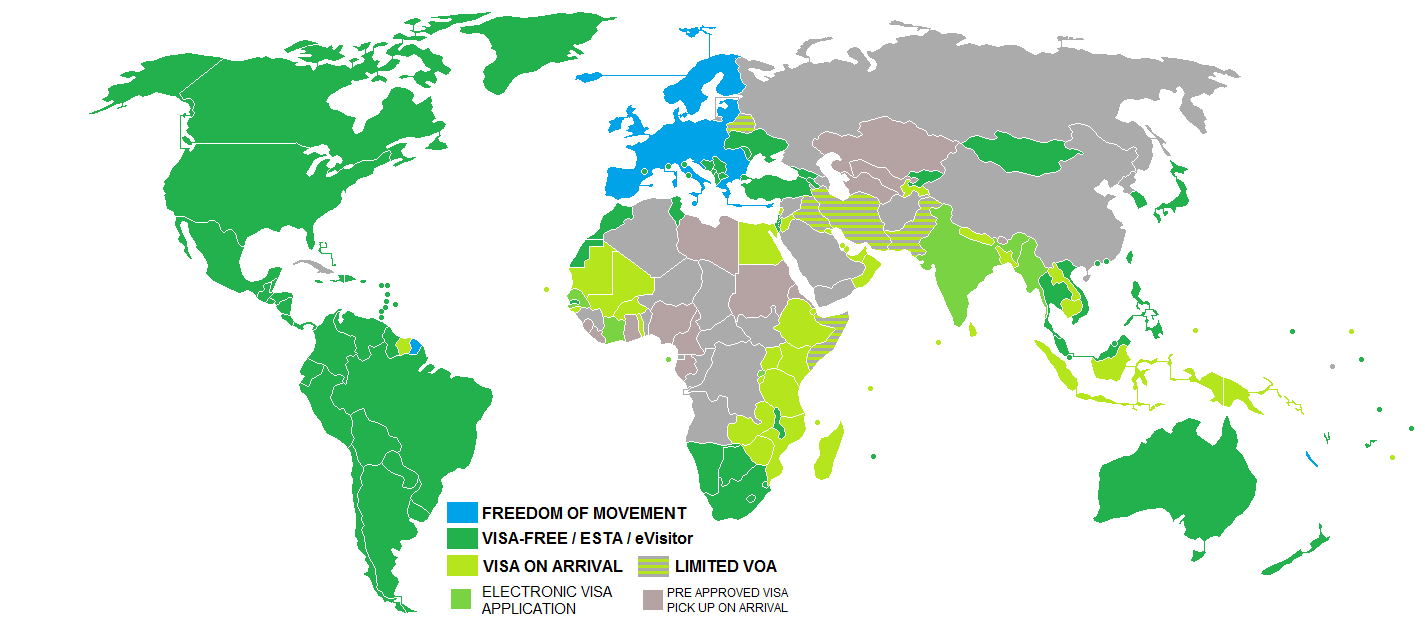 FREEDOM OF MOVEMENT
VISA-FREE / ESTA / eVisitor
VISA ON ARRIVAL
LIMITED VOA
ELECTRONIC VISA
APPLICATION
PRE APPROVED VISA
PICK UP ON ARRIVAL